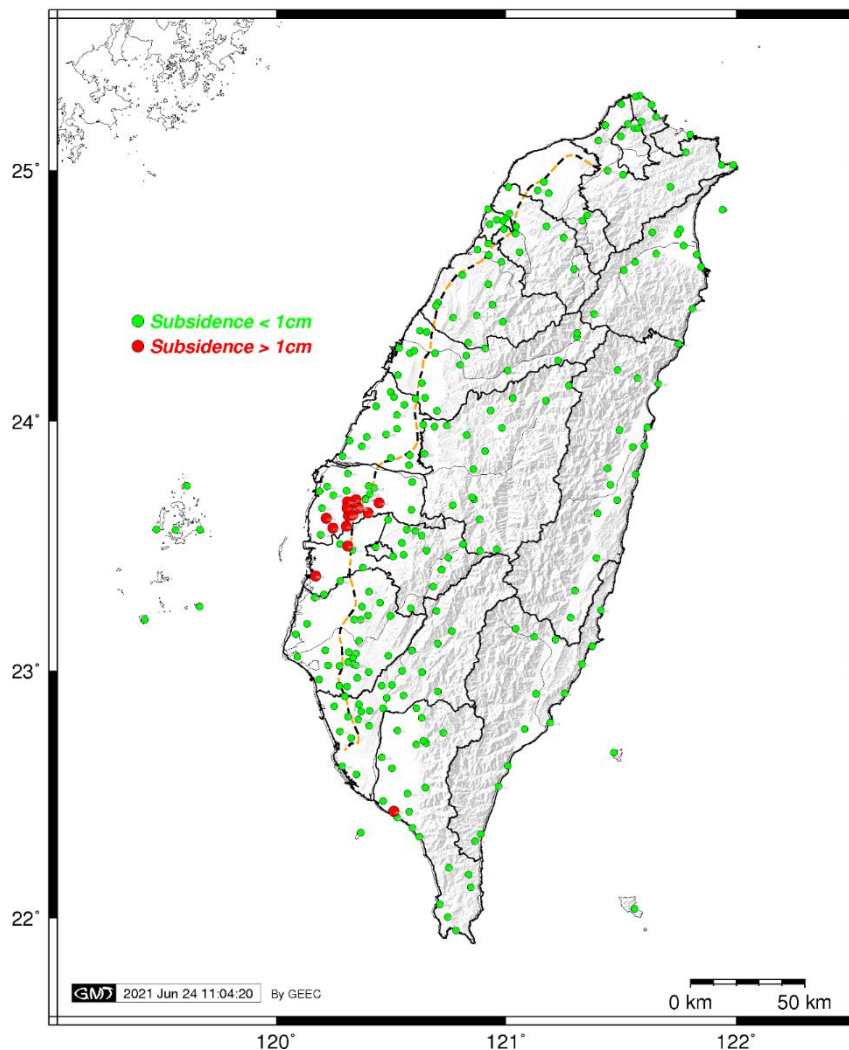 25°
Subsidence < 1cm
Subsidence > 1cm
24°
23°
22°
GMT 2021 Jun 24 11:04:20 By GEEC
0 km 50 km
120° 121° 122°